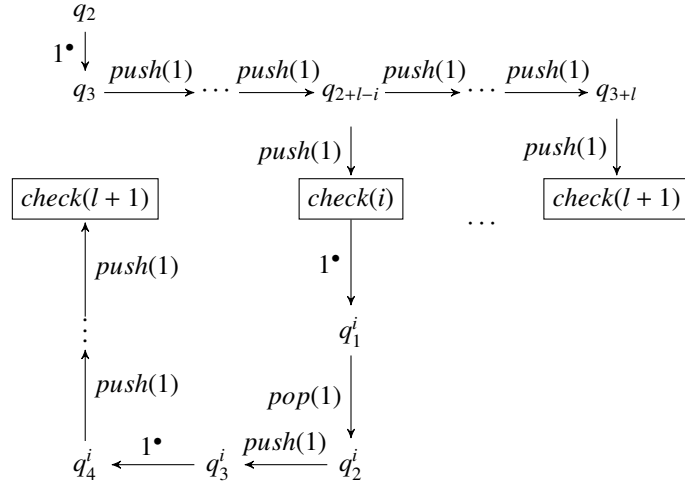 q₂
1•
push(1) push(1) push(1) push(1)
q₃ ⋯ q₂₊ₗ₋ᵢ ⋯ q₃₊ₗ
push(1) push(1)
check(l + 1) check(i) check(l + 1)
⋯
push(1) 1•
⋮ q₁ⁱ
push(1) pop(1)
1• push(1)
q₄ⁱ q₃ⁱ q₂ⁱ